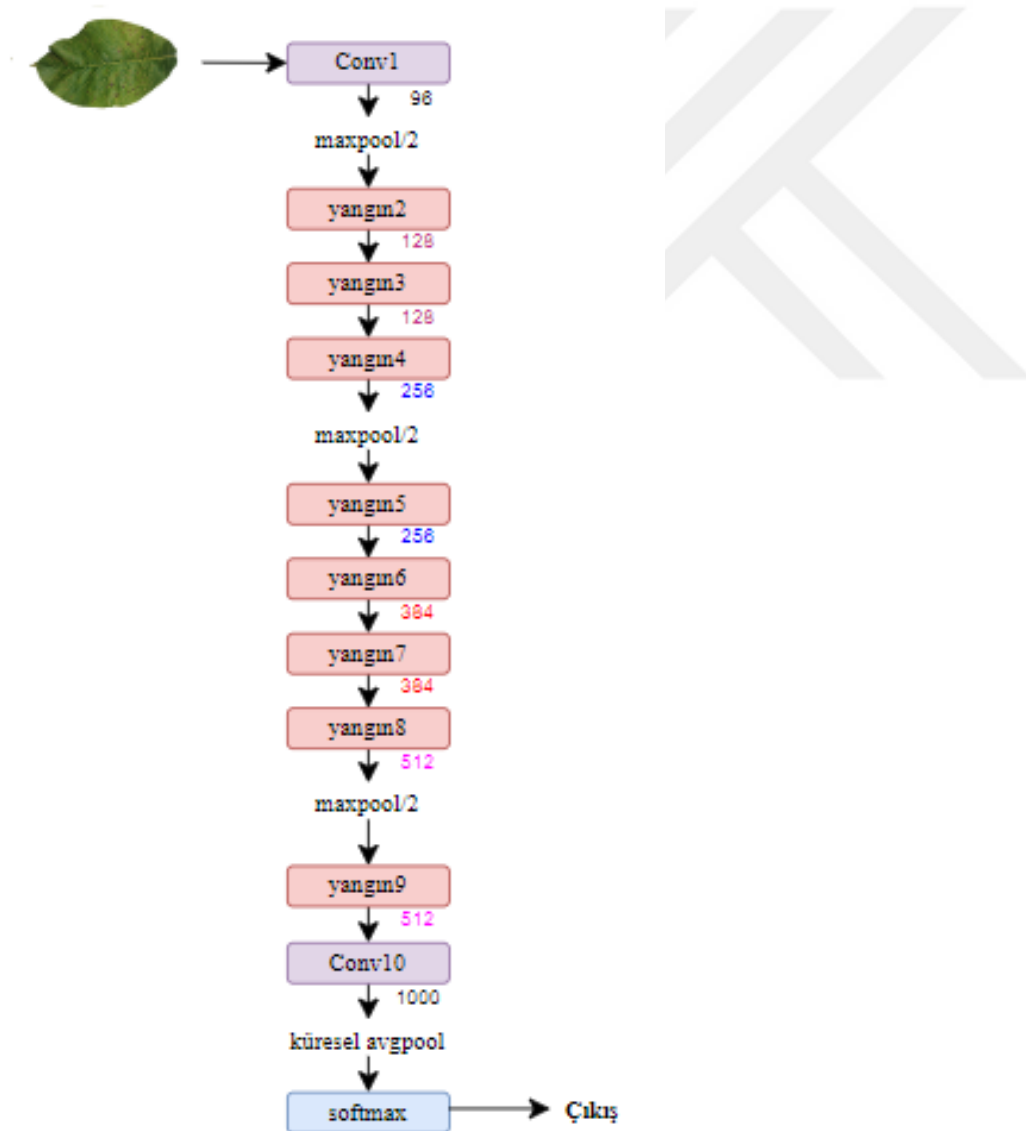 Conv1
96
maxpool/2
yangın2
128
yangın3
128
yangın4
256
maxpool/2
yangın5
256
yangın6
384
yangın7
384
yangın8
512
maxpool/2
yangın9
512
Conv10
1000
küresel avgpool
softmax
Çıkış